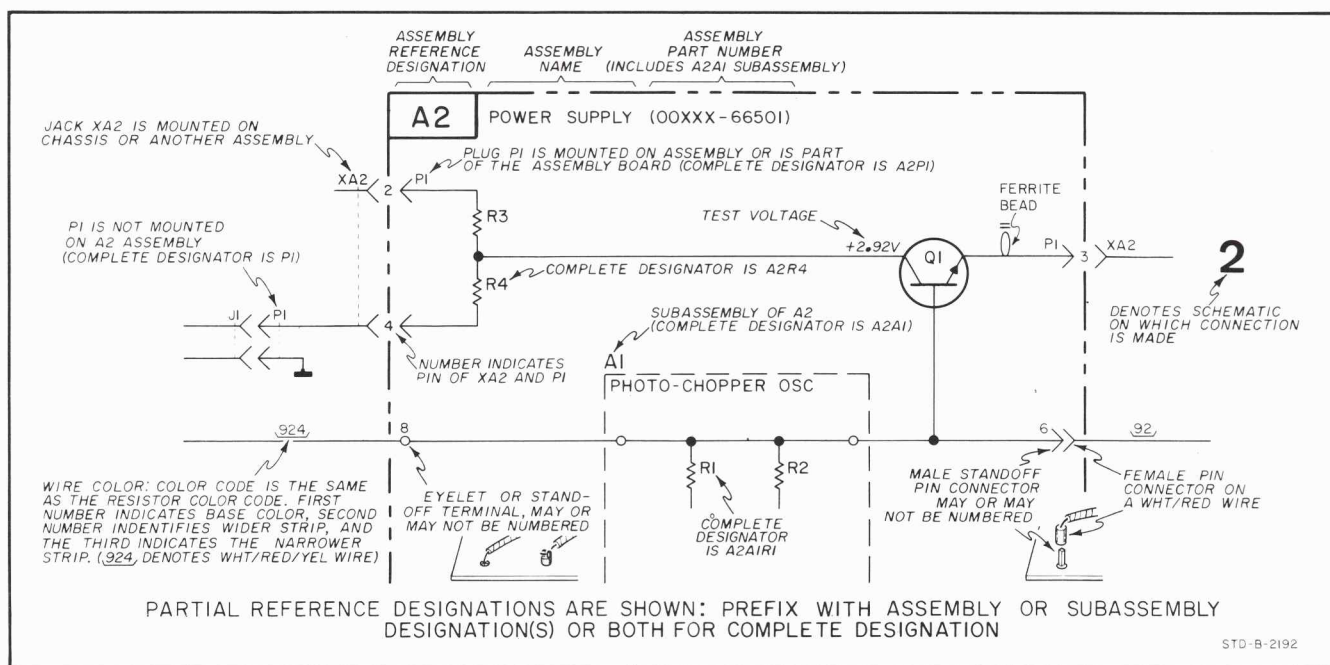 ASSEMBLY
REFERENCE
DESIGNATION
ASSEMBLY
NAME
ASSEMBLY
PART NUMBER
(INCLUDES A2A1 SUBASSEMBLY)
A2
POWER SUPPLY (00XXX-66501)
JACK XA2 IS MOUNTED ON
CHASSIS OR ANOTHER ASSEMBLY
XA2
2
P1
PLUG P1 IS MOUNTED ON ASSEMBLY OR IS PART
OF THE ASSEMBLY BOARD (COMPLETE DESIGNATOR IS A2P1)
R3
P1 IS NOT MOUNTED
ON A2 ASSEMBLY
(COMPLETE DESIGNATOR IS P1)
TEST VOLTAGE
+2.92V
Q1
FERRITE
BEAD
P1
3
XA2
2
DENOTES SCHEMATIC
ON WHICH CONNECTION
IS MADE
R4
COMPLETE DESIGNATOR IS A2R4
J1
P1
4
NUMBER INDICATES
PIN OF XA2 AND P1
SUBASSEMBLY OF A2
(COMPLETE DESIGNATOR IS A2A1)
A1
PHOTO-CHOPPER OSC
924
8
6
92
R1
R2
WIRE COLOR: COLOR CODE IS THE SAME
AS THE RESISTOR COLOR CODE. FIRST
NUMBER INDICATES BASE COLOR, SECOND
NUMBER INDENTIFIES WIDER STRIP, AND
THE THIRD INDICATES THE NARROWER
STRIP. (924, DENOTES WHT/RED/YEL WIRE)
EYELET OR STAND-
OFF TERMINAL, MAY OR
MAY NOT BE NUMBERED
COMPLETE
DESIGNATOR
IS A2A1R1
MALE STANDOFF
PIN CONNECTOR
MAY OR MAY
NOT BE NUMBERED
FEMALE PIN
CONNECTOR ON
A WHT/RED WIRE
PARTIAL REFERENCE DESIGNATIONS ARE SHOWN: PREFIX WITH ASSEMBLY OR SUBASSEMBLY
DESIGNATION(S) OR BOTH FOR COMPLETE DESIGNATION
STD-B-2192